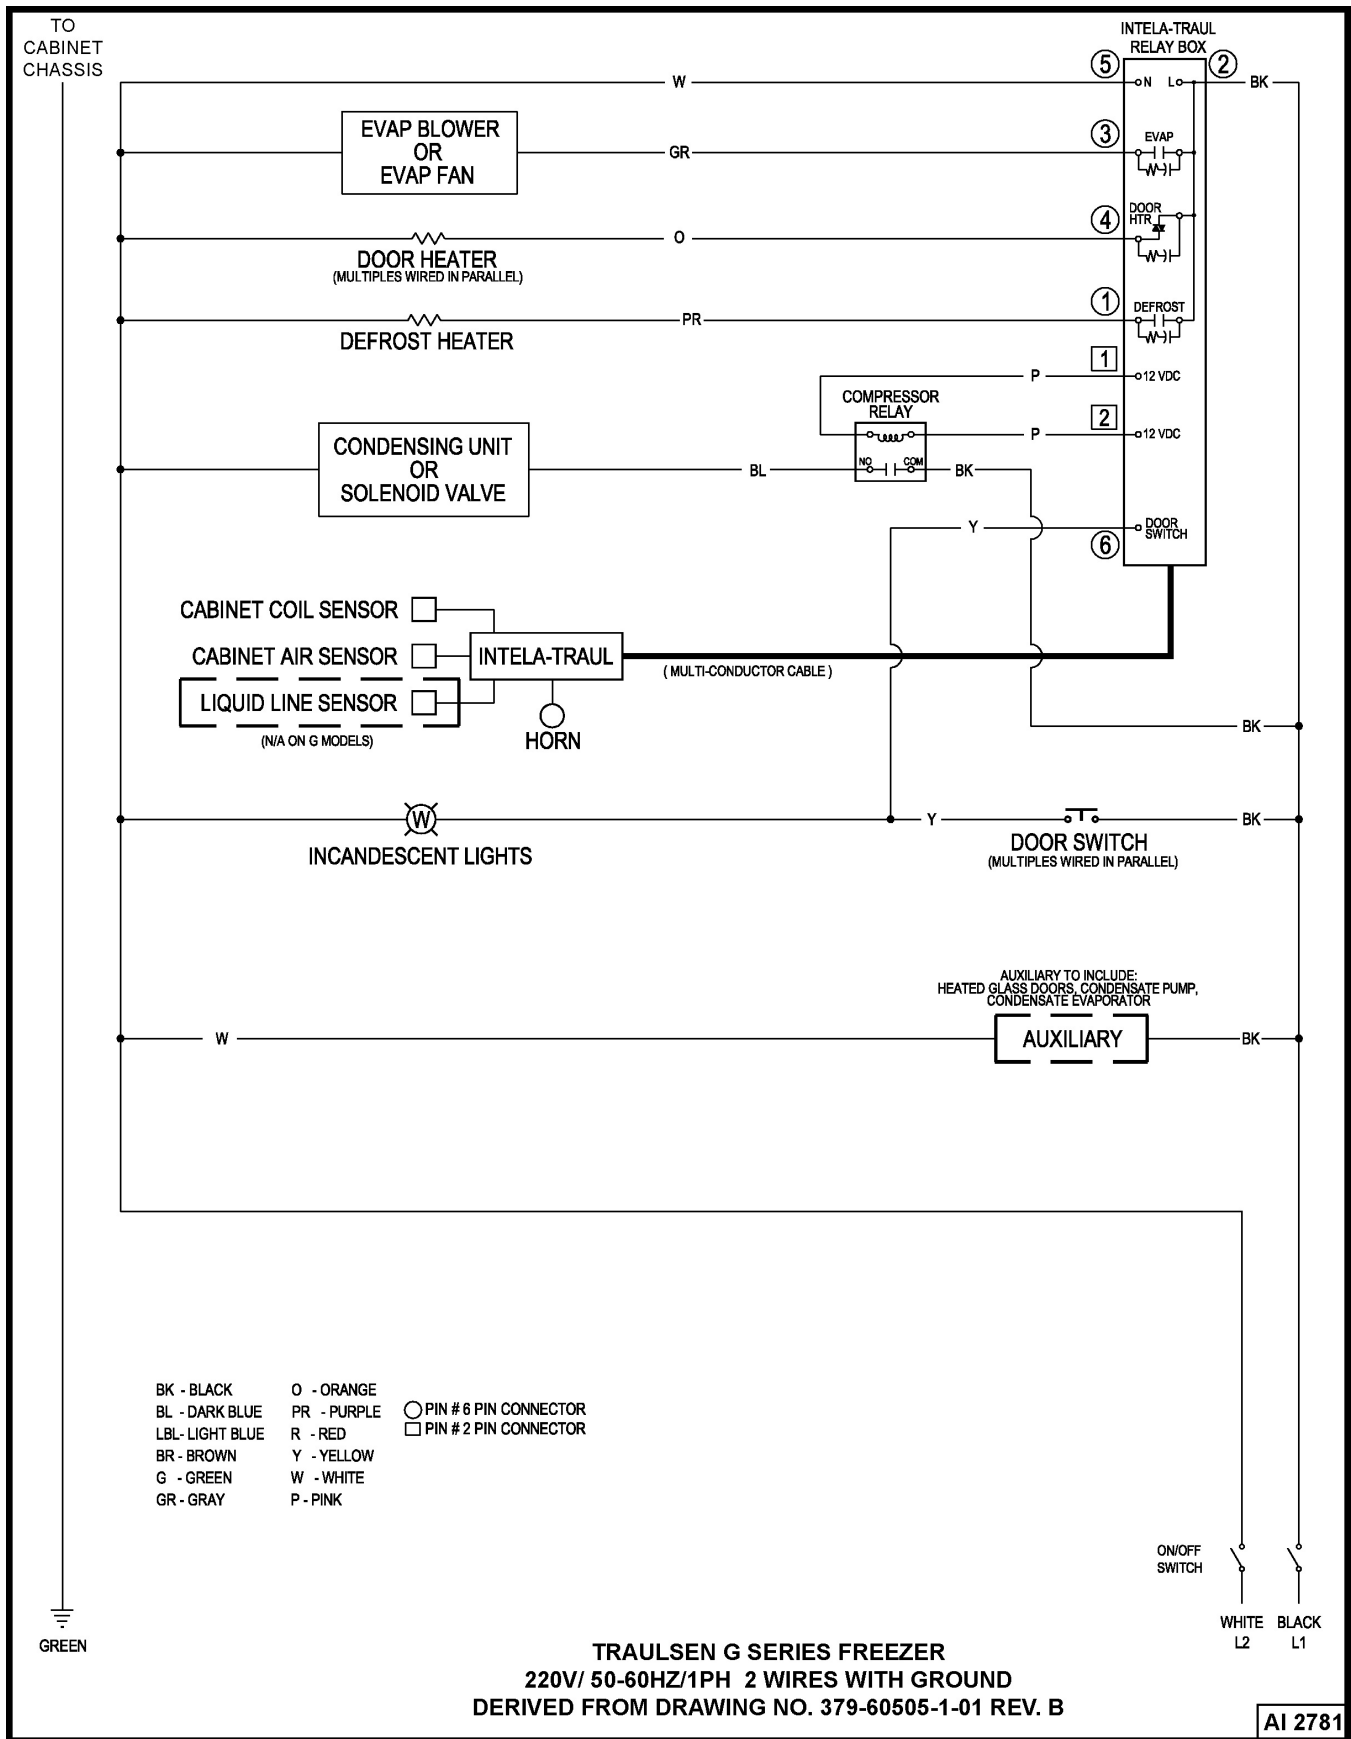 TO
CABINET
CHASSIS
INTELA-TRAUL
RELAY BOX
5
2
W
N
L
BK
EVAP BLOWER
OR
EVAP FAN
GR
3
EVAP
DOOR
HTR
4
O
DOOR HEATER
(MULTIPLES WIRED IN PARALLEL)
1
DEFROST
PR
DEFROST HEATER
1
P
12 VDC
COMPRESSOR
RELAY
2
P
12 VDC
CONDENSING UNIT
OR
SOLENOID VALVE
BL
NO
COM
BK
Y
DOOR
SWITCH
6
CABINET COIL SENSOR
CABINET AIR SENSOR
INTELA-TRAUL
( MULTI-CONDUCTOR CABLE )
LIQUID LINE SENSOR
(N/A ON G MODELS)
HORN
BK
W
Y
BK
INCANDESCENT LIGHTS
DOOR SWITCH
(MULTIPLES WIRED IN PARALLEL)
AUXILIARY TO INCLUDE:
HEATED GLASS DOORS, CONDENSATE PUMP,
CONDENSATE EVAPORATOR
W
AUXILIARY
BK
BK - BLACK
BL - DARK BLUE
LBL- LIGHT BLUE
BR - BROWN
G - GREEN
GR - GRAY
O - ORANGE
PR - PURPLE
R - RED
Y - YELLOW
W - WHITE
P - PINK
PIN # 6 PIN CONNECTOR
PIN # 2 PIN CONNECTOR
ON/OFF
SWITCH
WHITE
L2
BLACK
L1
GREEN
TRAULSEN G SERIES FREEZER
220V/ 50-60HZ/1PH 2 WIRES WITH GROUND
DERIVED FROM DRAWING NO. 379-60505-1-01 REV. B
AI 2781